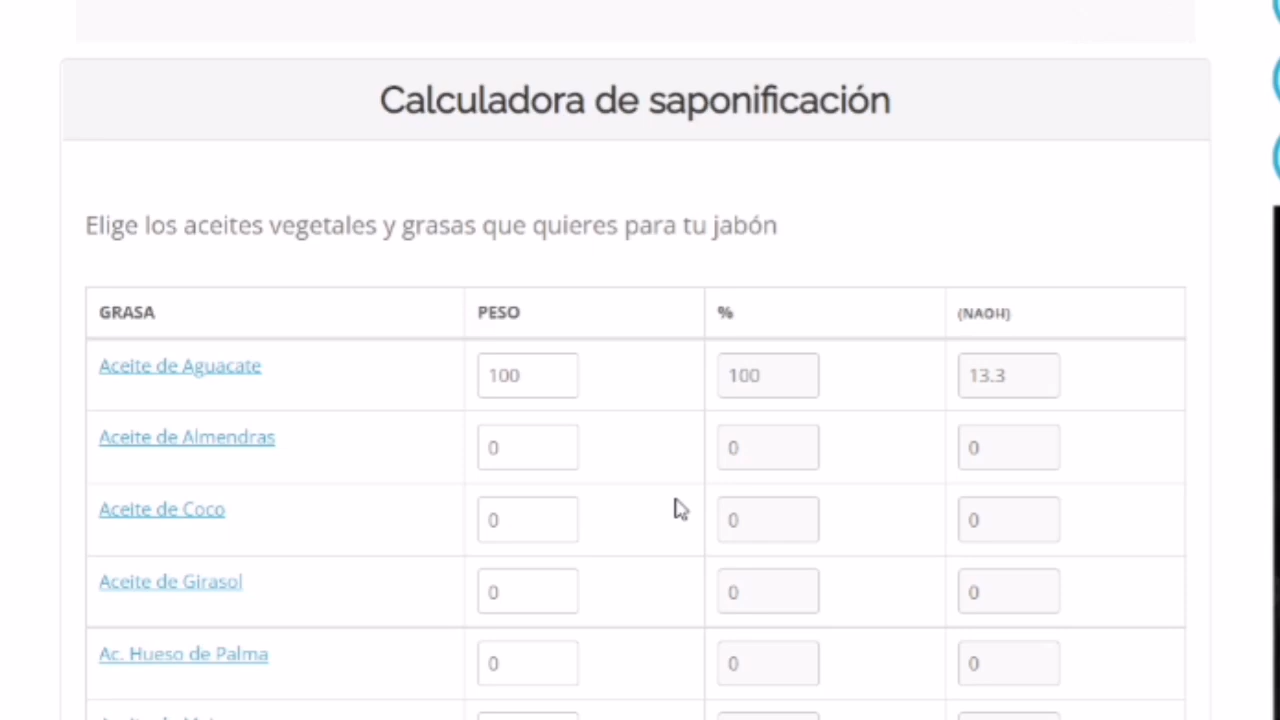 Calculadora de saponificación
Elige los aceites vegetales y grasas que quieres para tu jabón
GRASA PESO % (NAOH)
Aceite de Aguacate 100 100 13.3
Aceite de Almendras 0 0 0
Aceite de Coco 0 0 0
Aceite de Girasol 0 0 0
Ac. Hueso de Palma 0 0 0